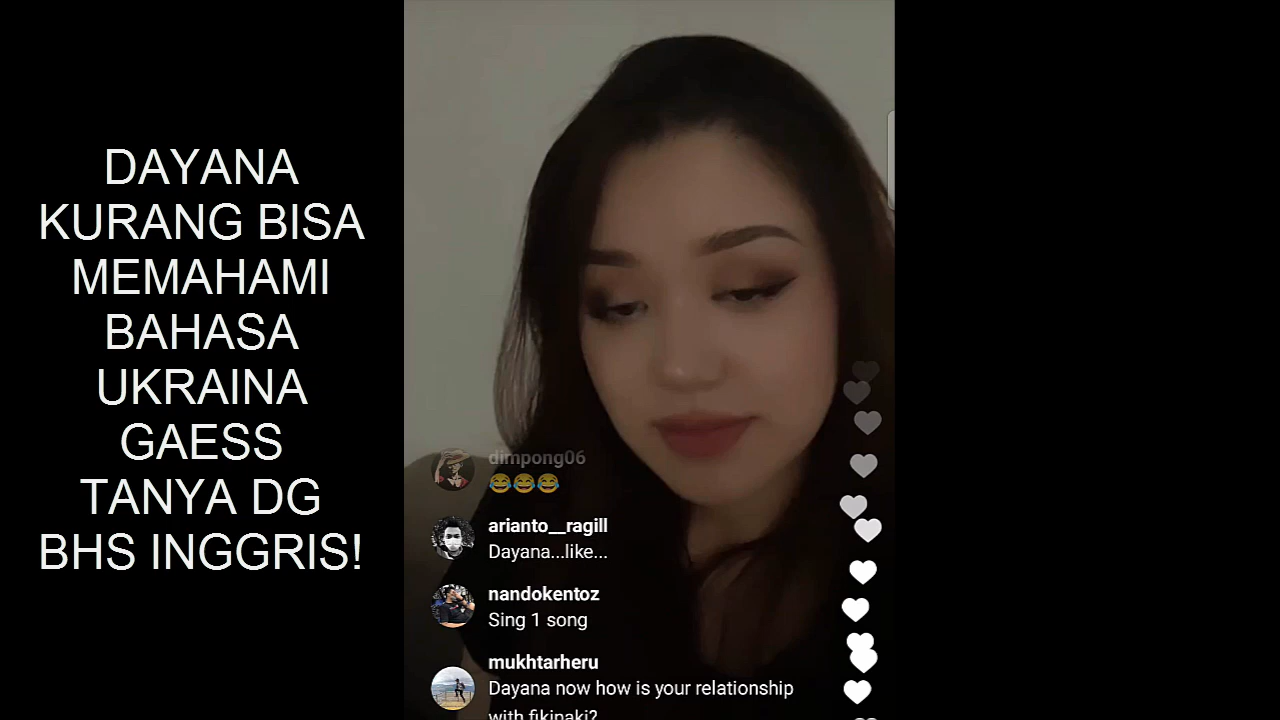 DAYANA
KURANG BISA
MEMAHAMI
BAHASA
UKRAINA
GAESS
TANYA DG
BHS INGGRIS!
dimpong06
😂😂😂
arianto__ragill
Dayana...like...
nandokentoz
Sing 1 song
mukhtarheru
Dayana now how is your relationship
with fikinaki?